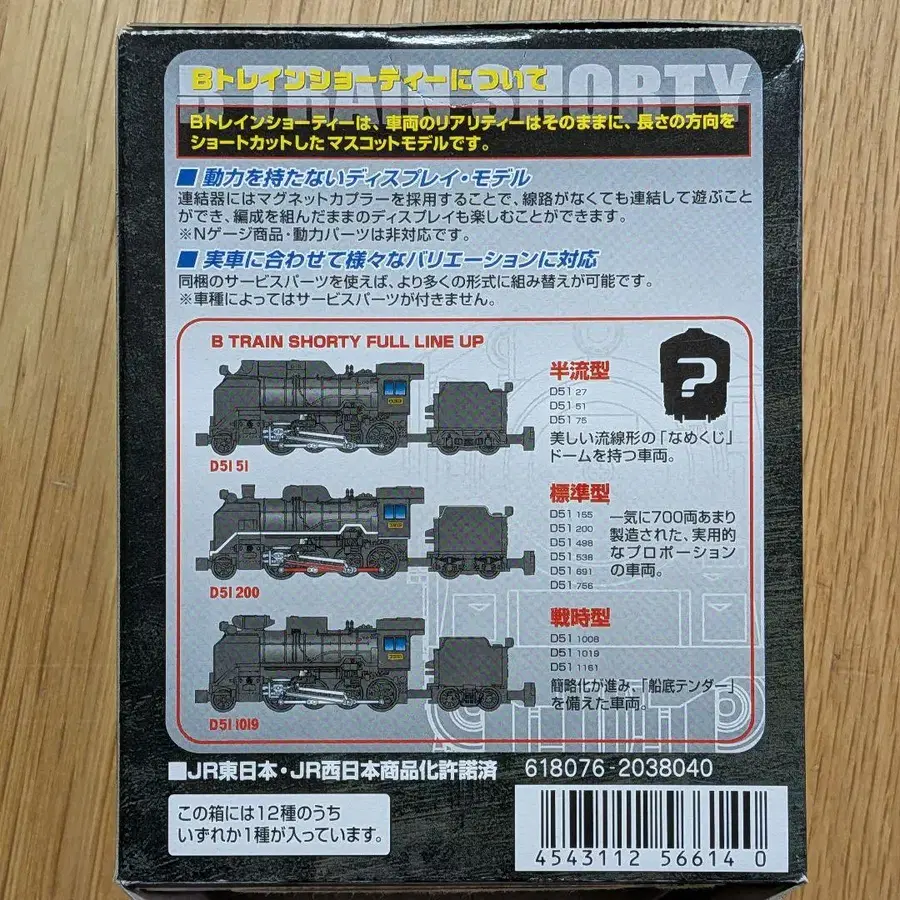 B TRAIN SHORTY
Bトレインショーティーについて
Bトレインショーティーは、車両のリアリティーはそのままに、長さの方向を
ショートカットしたマスコットモデルです。
■動力を持たないディスプレイ・モデル
連結器にはマグネットカプラーを採用することで、線路がなくても連結して遊ぶこと
ができ、編成を組んだままのディスプレイも楽しむことができます。
※Nゲージ商品・動力パーツは非対応です。
■実車に合わせて様々なバリエーションに対応
同梱のサービスパーツを使えば、より多くの形式に組み替えが可能です。
※車種によってはサービスパーツが付きません。
B TRAIN SHORTY FULL LINE UP
D51 51
半流型
D51 27
D51 51
D51 75
美しい流線形の「なめくじ」
ドームを持つ車両。
?
D51 200
標準型
D51 165
D51 200
D51 498
D51 538
D51 691
D51 756
一気に700両あまり
製造された、実用的
なプロポーション
の車両。
D51 1019
戦時型
D51 1008
D51 1019
D51 1161
簡略化が進み、「船底テンダー」
を備えた車両。
■JR東日本・JR西日本商品化許諾済
618076-2038040
この箱には12種のうち
いずれか1種が入っています。
4543112 566140